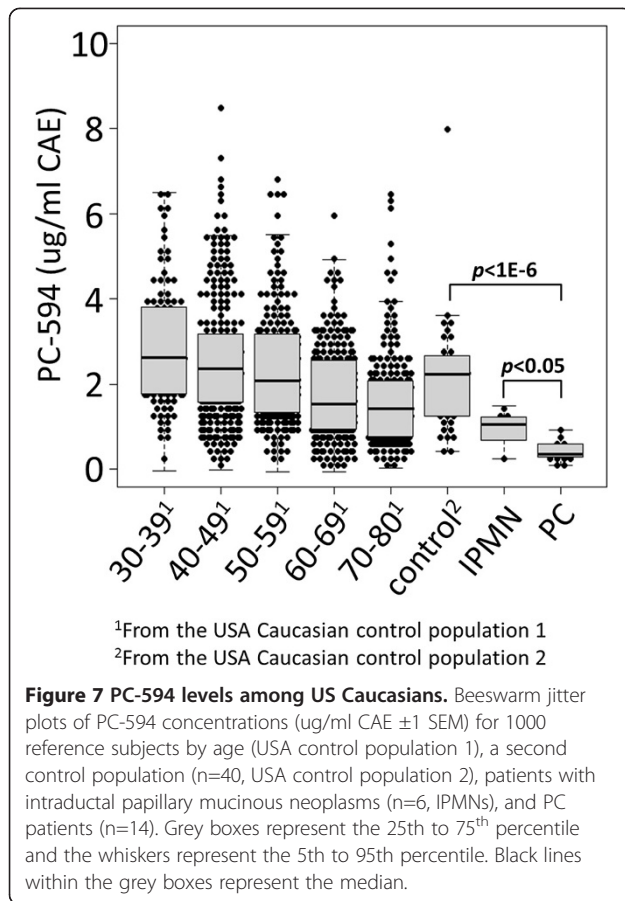 10
8
6
4
2
0
PC-594 (ug/ml CAE)
p<1E-6
p<0.05
30-39¹
40-49¹
50-59¹
60-69¹
70-80¹
control²
IPMN
PC
¹From the USA Caucasian control population 1
²From the USA Caucasian control population 2
Figure 7 PC-594 levels among US Caucasians. Beeswarm jitter
plots of PC-594 concentrations (ug/ml CAE ±1 SEM) for 1000
reference subjects by age (USA control population 1), a second
control population (n=40, USA control population 2), patients with
intraductal papillary mucinous neoplasms (n=6, IPMNs), and PC
patients (n=14). Grey boxes represent the 25th to 75ᵗʰ percentile
and the whiskers represent the 5th to 95th percentile. Black lines
within the grey boxes represent the median.